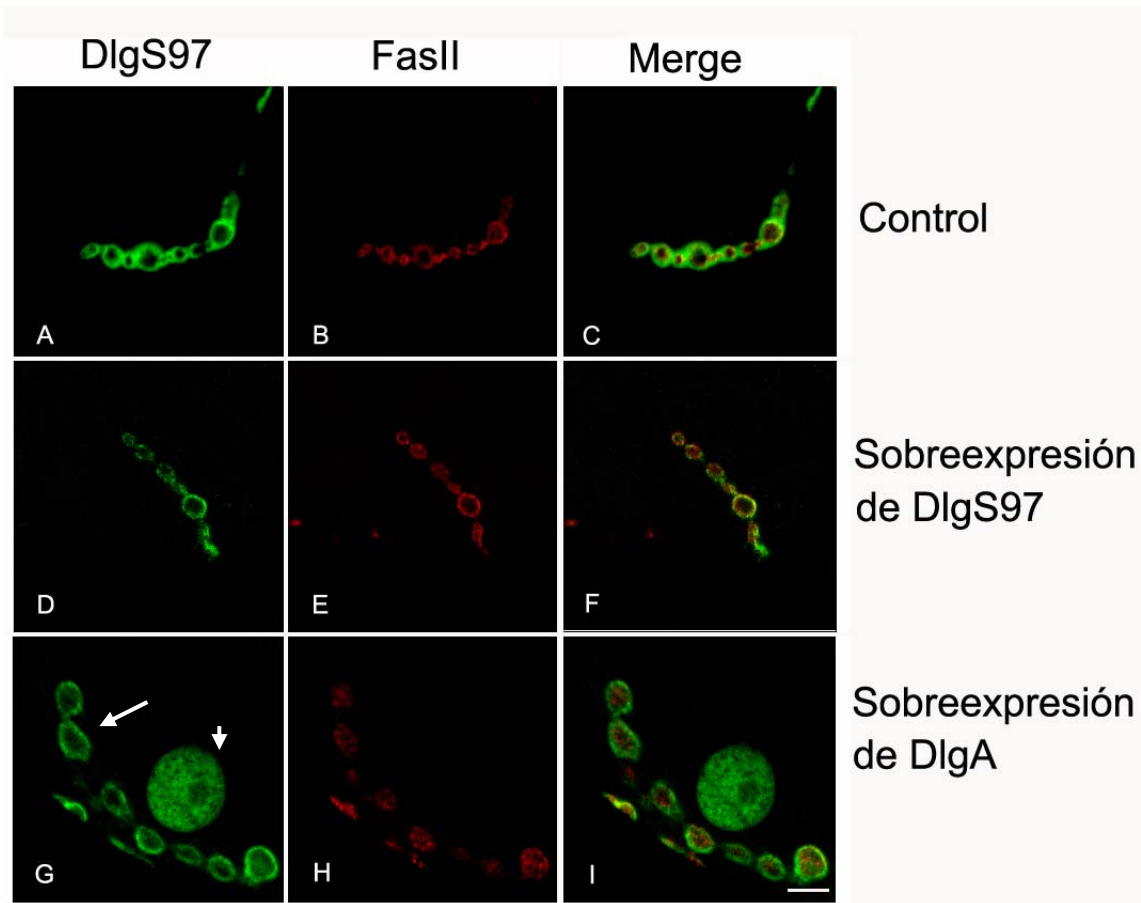 DlgS97 FasII Merge
A B C Control
D E F Sobreexpresión
de DlgS97
G H I Sobreexpresión
de DlgA